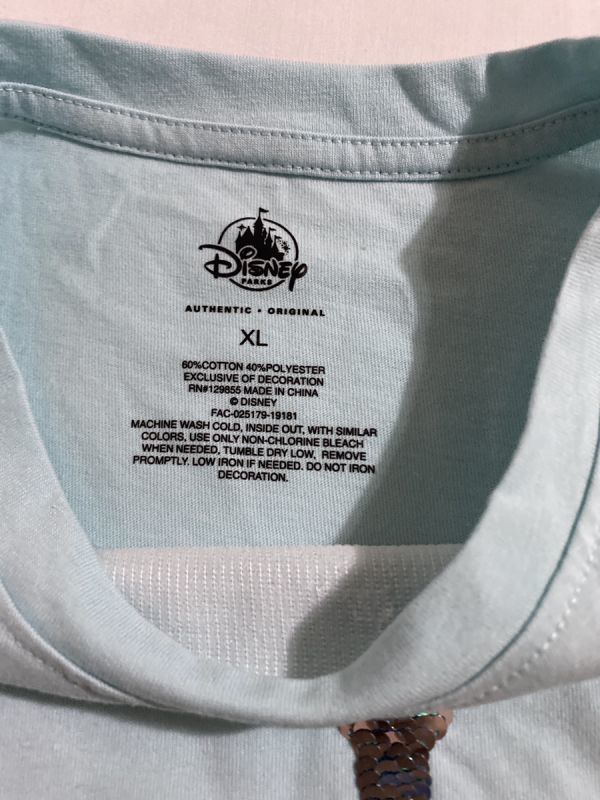 Disney
PARKS
AUTHENTIC • ORIGINAL
XL
60%COTTON 40%POLYESTER
EXCLUSIVE OF DECORATION
RN#129855 MADE IN CHINA
© DISNEY
FAC-025179-19181
MACHINE WASH COLD, INSIDE OUT, WITH SIMILAR
COLORS, USE ONLY NON-CHLORINE BLEACH
WHEN NEEDED, TUMBLE DRY LOW, REMOVE
PROMPTLY. LOW IRON IF NEEDED. DO NOT IRON
DECORATION.